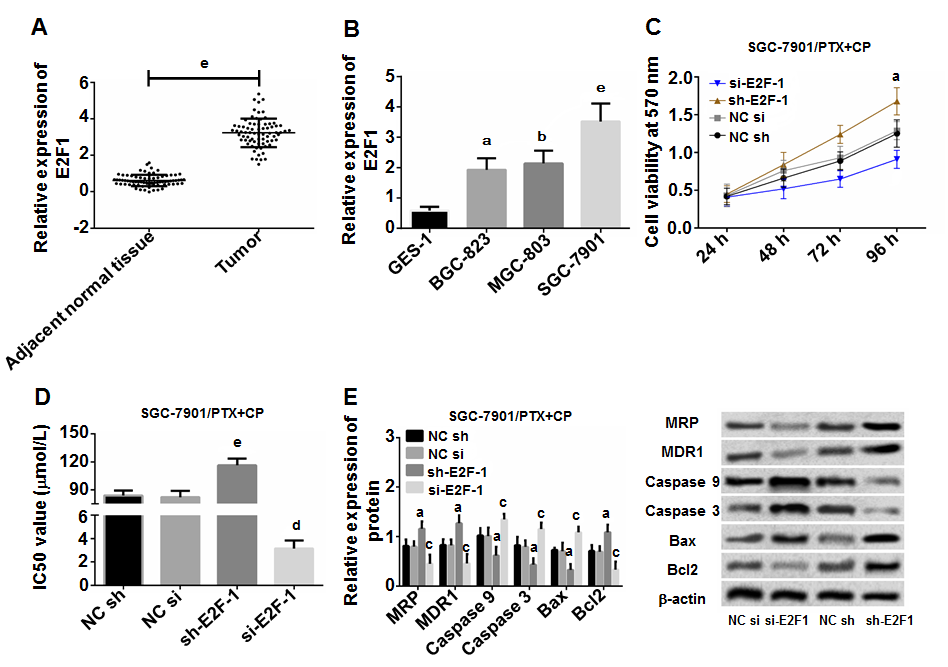 A
Relative expression of
E2F1
e
6
4
2
0
-2
Adjacent normal tissue
Tumor
B
Relative expression of
E2F1
5
4
3
2
1
0
a
b
e
GES-1
BGC-823
MGC-803
SGC-7901
C
SGC-7901/PTX+CP
Cell viability at 570 nm
2.0
1.5
1.0
0.5
0.0
si-E2F-1
sh-E2F-1
NC si
NC sh
a
24 h
48 h
72 h
96 h
D
SGC-7901/PTX+CP
IC50 value (μmol/L)
150
120
90
6
4
2
0
e
d
NC sh
NC si
sh-E2F-1
si-E2F-1
E
SGC-7901/PTX+CP
Relative expression of
protein
3
2
1
0
NC sh
NC si
sh-E2F-1
si-E2F-1
a
c
a
c
a
c
a
c
a
c
a
c
MRP
MDR1
Caspase 9
Caspase 3
Bax
Bcl2
MRP
MDR1
Caspase 9
Caspase 3
Bax
Bcl2
β-actin
NC si si-E2F1 NC sh sh-E2F1